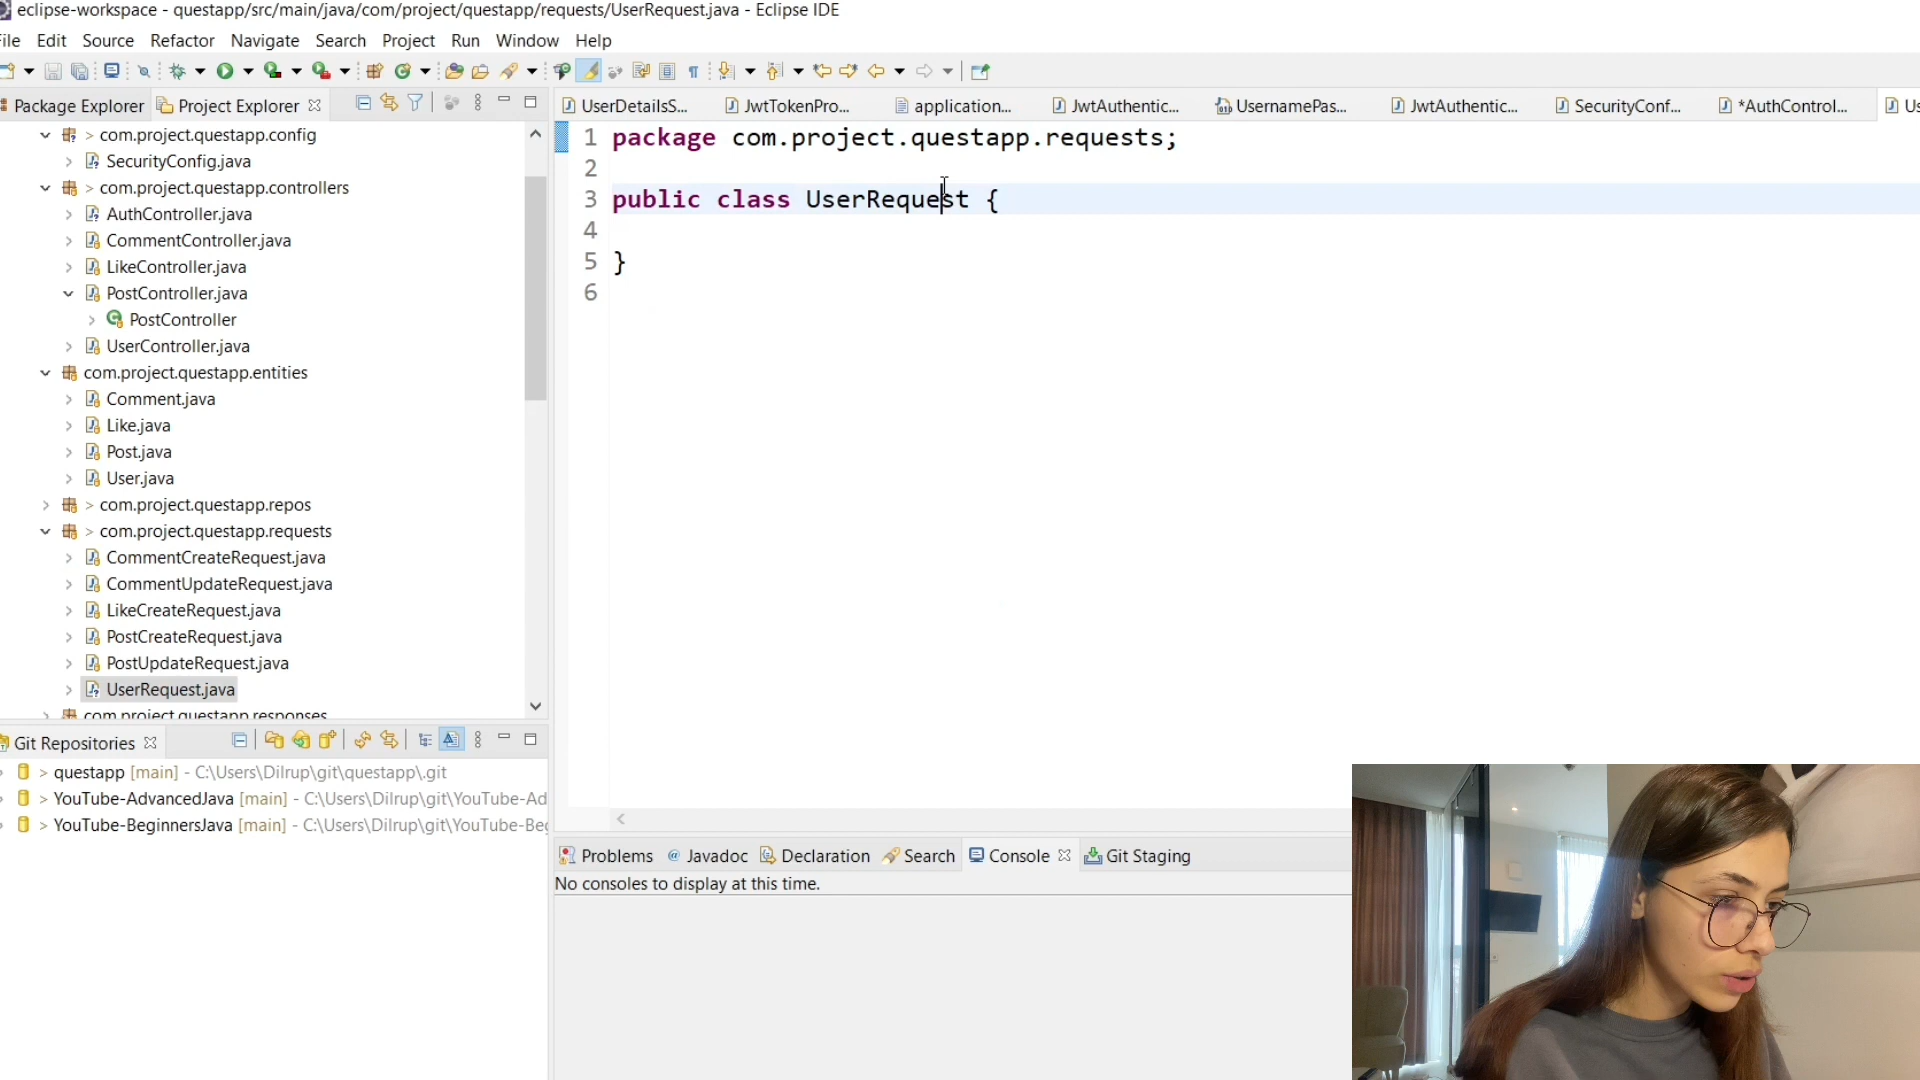 eclipse-workspace - questapp/src/main/java/com/project/questapp/requests/UserRequest.java - Eclipse IDE
File Edit Source Refactor Navigate Search Project Run Window Help
Package Explorer Project Explorer
UserDetailsS... JwtTokenPro... application... JwtAuthentic... UsernamePas... JwtAuthentic... SecurityConf... *AuthControl... Us
> com.project.questapp.config
SecurityConfig.java
> com.project.questapp.controllers
AuthController.java
CommentController.java
LikeController.java
PostController.java
PostController
UserController.java
com.project.questapp.entities
Comment.java
Like.java
Post.java
User.java
> com.project.questapp.repos
> com.project.questapp.requests
CommentCreateRequest.java
CommentUpdateRequest.java
LikeCreateRequest.java
PostCreateRequest.java
PostUpdateRequest.java
UserRequest.java
com.project.questapp.responses
1 package com.project.questapp.requests;
2
3 public class UserRequest {
4
5 }
6
Git Repositories
> questapp [main] - C:\Users\Dilrup\git\questapp\.git
> YouTube-AdvancedJava [main] - C:\Users\Dilrup\git\YouTube-Ad
> YouTube-BeginnersJava [main] - C:\Users\Dilrup\git\YouTube-Be
Problems @ Javadoc Declaration Search Console Git Staging
No consoles to display at this time.